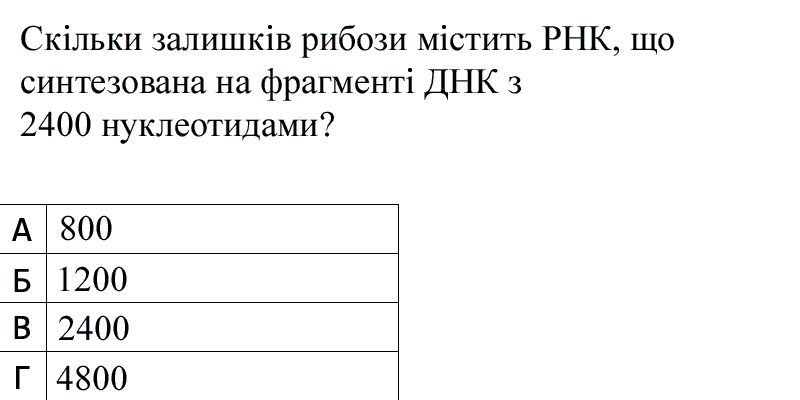 Скільки залишків рибози містить РНК, що
синтезована на фрагменті ДНК з
2400 нуклеотидами?
А 800
Б 1200
В 2400
Г 4800